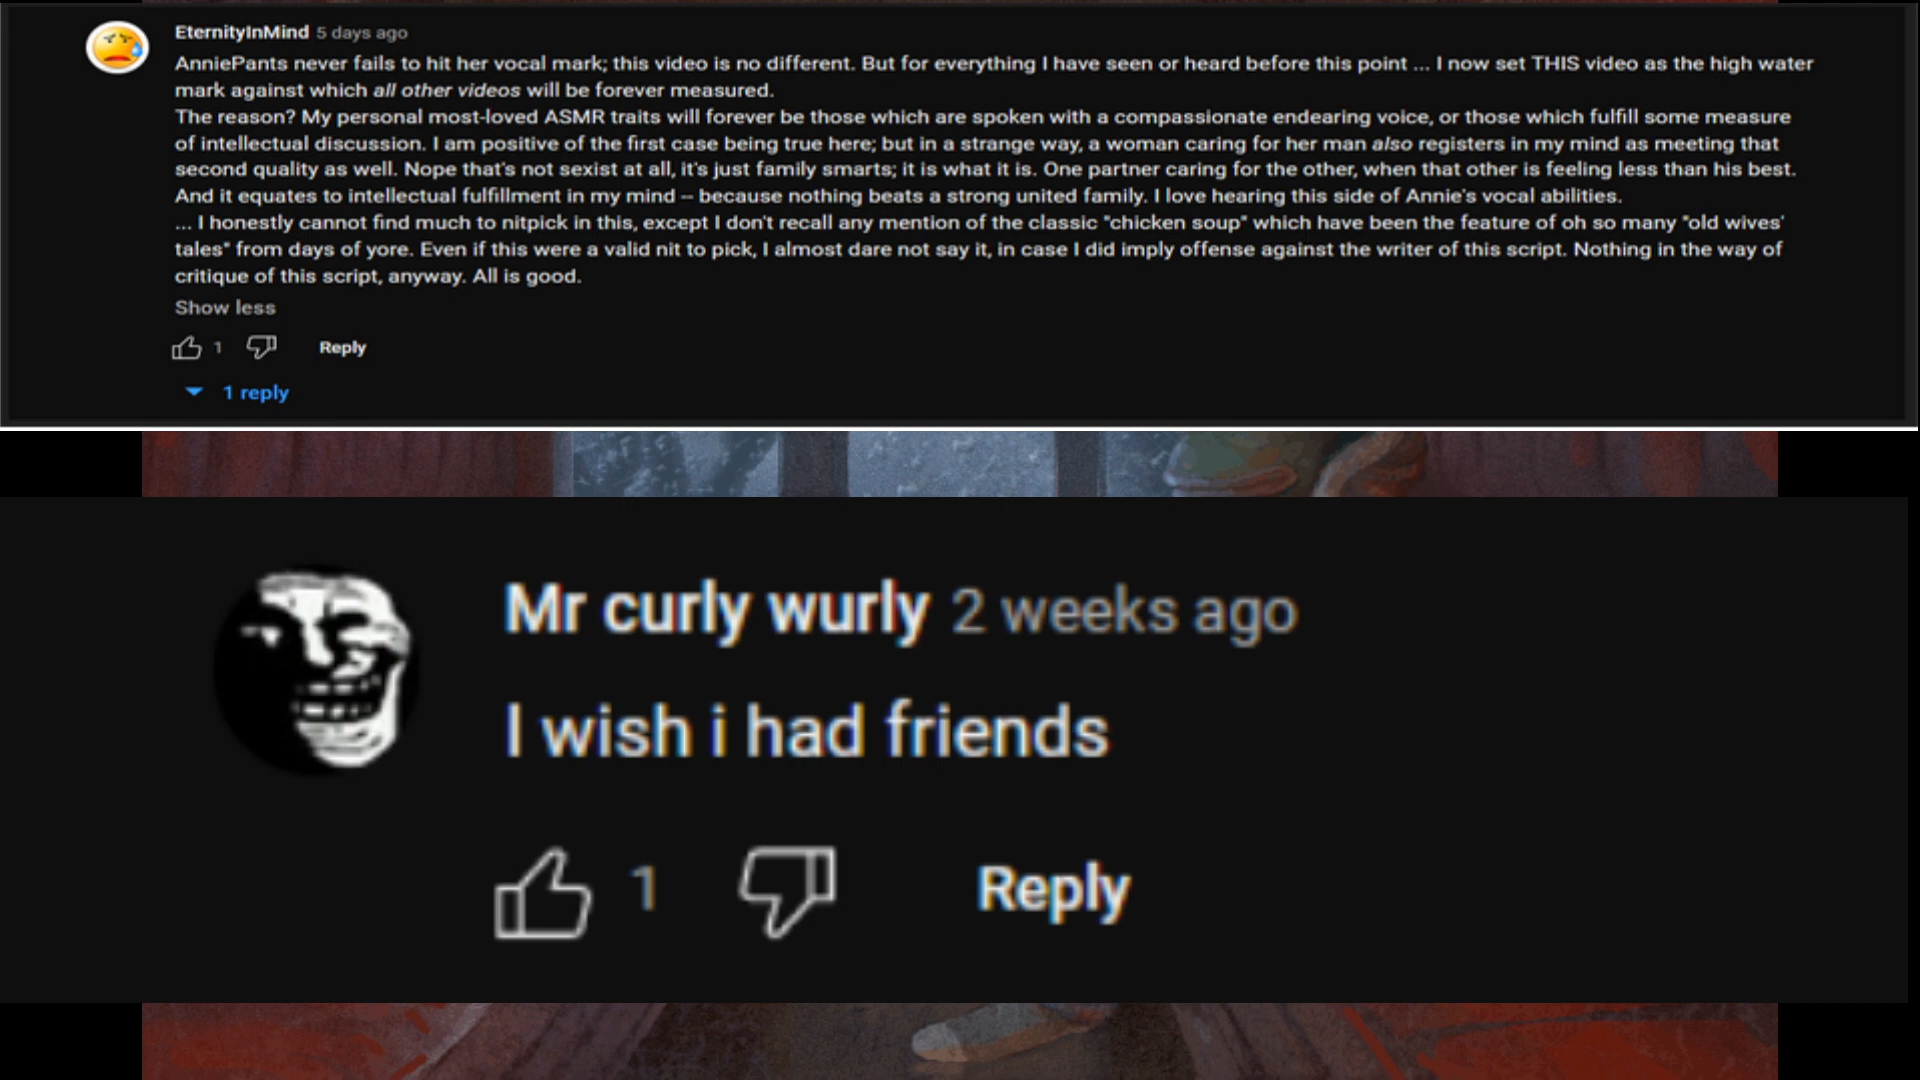 EternityInMind 5 days ago
AnniePants never fails to hit her vocal mark; this video is no different. But for everything I have seen or heard before this point ... I now set THIS video as the high water
mark against which all other videos will be forever measured.
The reason? My personal most-loved ASMR traits will forever be those which are spoken with a compassionate endearing voice, or those which fulfill some measure
of intellectual discussion. I am positive of the first case being true here; but in a strange way, a woman caring for her man also registers in my mind as meeting that
second quality as well. Nope that's not sexist at all, it's just family smarts; it is what it is. One partner caring for the other, when that other is feeling less than his best.
And it equates to intellectual fulfillment in my mind -- because nothing beats a strong united family. I love hearing this side of Annie's vocal abilities.
... I honestly cannot find much to nitpick in this, except I don't recall any mention of the classic "chicken soup" which have been the feature of oh so many "old wives'
tales" from days of yore. Even if this were a valid nit to pick, I almost dare not say it, in case I did imply offense against the writer of this script. Nothing in the way of
critique of this script, anyway. All is good.
Show less
1 Reply
1 reply
Mr curly wurly 2 weeks ago
I wish i had friends
1 Reply